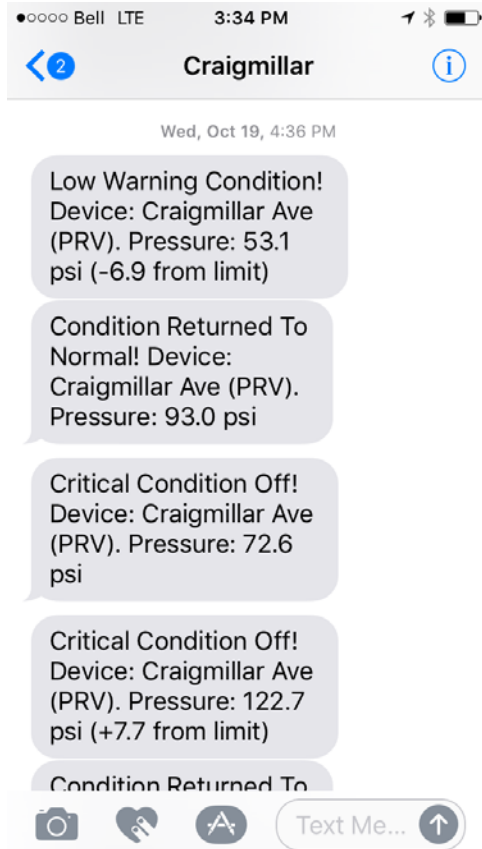 Bell LTE 3:34 PM
2 Craigmillar
Wed, Oct 19, 4:36 PM
Low Warning Condition!
Device: Craigmillar Ave
(PRV). Pressure: 53.1
psi (-6.9 from limit)
Condition Returned To
Normal! Device:
Craigmillar Ave (PRV).
Pressure: 93.0 psi
Critical Condition Off!
Device: Craigmillar Ave
(PRV). Pressure: 72.6
psi
Critical Condition Off!
Device: Craigmillar Ave
(PRV). Pressure: 122.7
psi (+7.7 from limit)
Condition Returned To
Text Me...